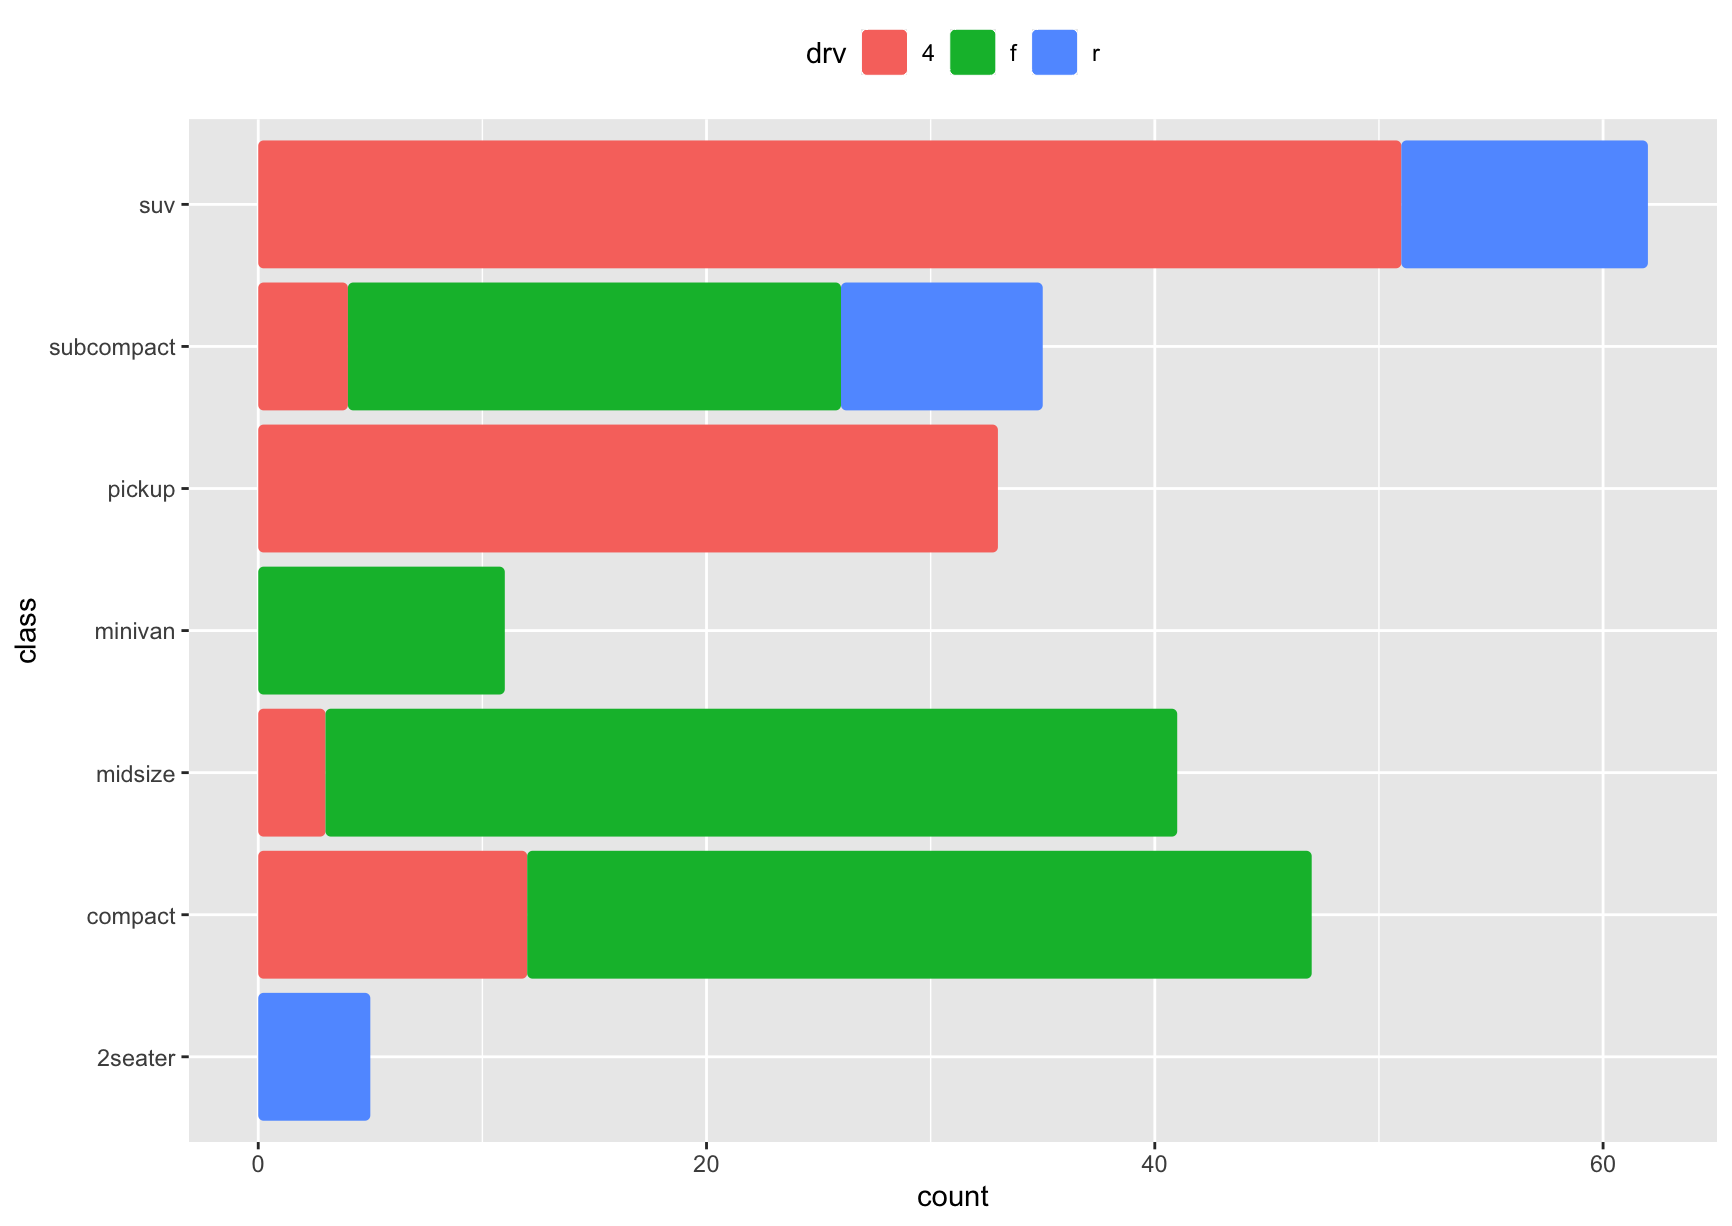 drv 4 f r
suv
subcompact
pickup
minivan
midsize
compact
2seater
class
0 20 40 60
count